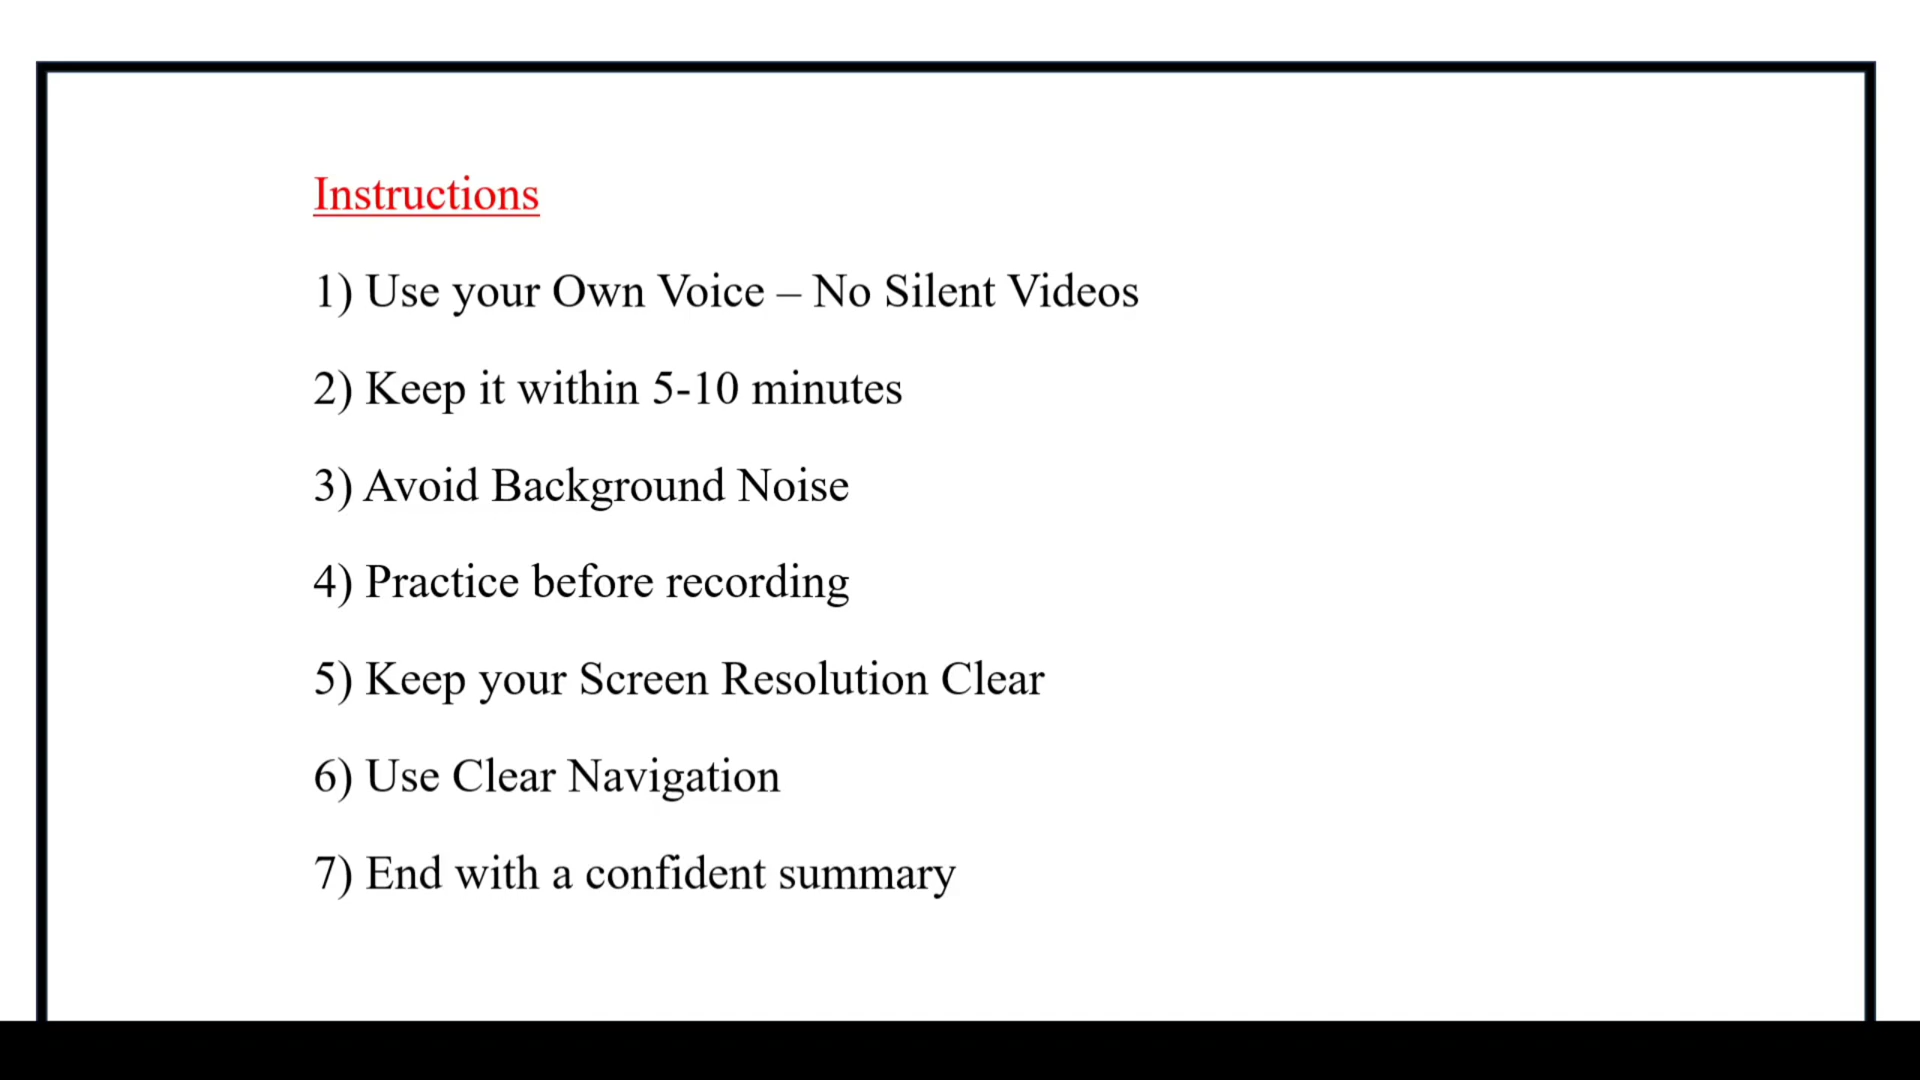 Instructions
1) Use your Own Voice – No Silent Videos
2) Keep it within 5-10 minutes
3) Avoid Background Noise
4) Practice before recording
5) Keep your Screen Resolution Clear
6) Use Clear Navigation
7) End with a confident summary